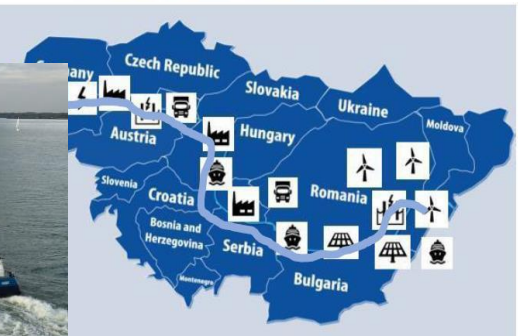 Czech Republic
Slovakia
Ukraine
Moldova
Austria
Hungary
Slovenia
Croatia
Romania
Bosnia and
Herzegovina
Serbia
Montenegro
Bulgaria